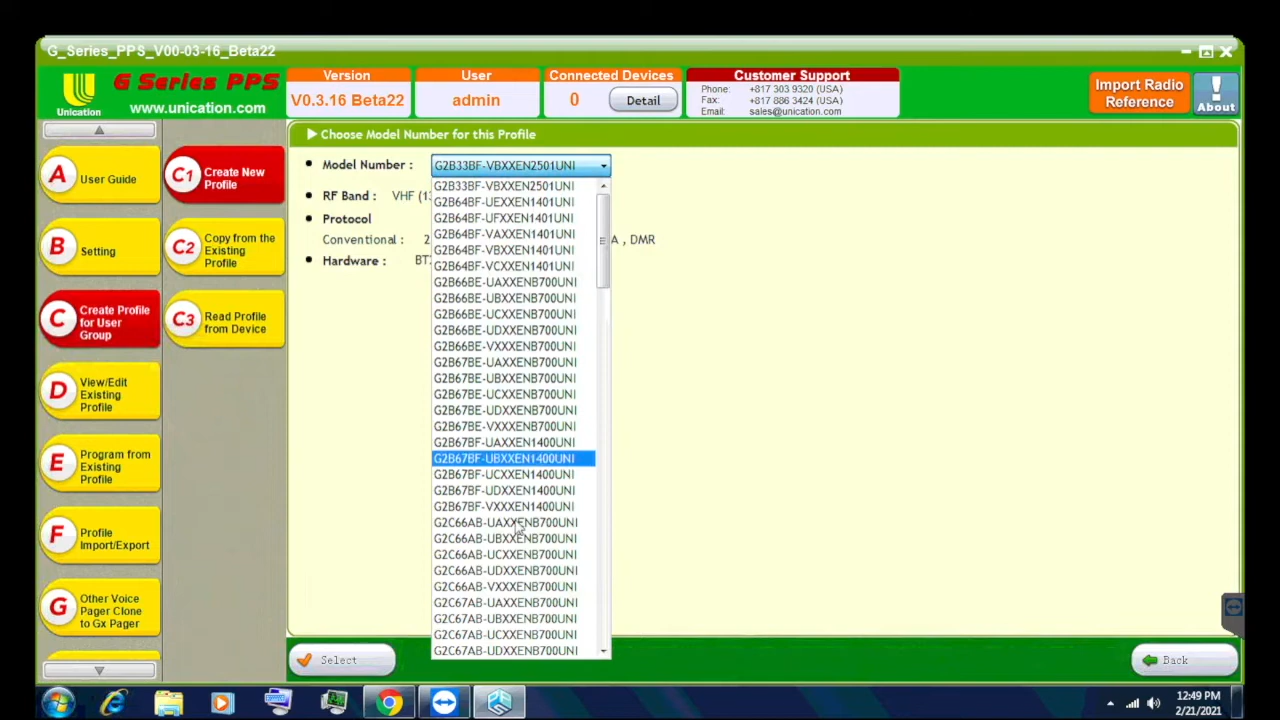 G_Series_PPS_V00-03-16_Beta22
Unication
G Series PPS
www.unication.com
Version
V0.3.16 Beta22
User
admin
Connected Devices
0
Detail
Customer Support
Phone: +817 303 9320 (USA)
Fax: +817 886 3424 (USA)
Email: sales@unication.com
Import Radio
Reference
About
A
User Guide
B
Setting
C
Create Profile
for User
Group
D
View/Edit
Existing
Profile
E
Program from
Existing
Profile
F
Profile
Import/Export
G
Other Voice
Pager Clone
to Gx Pager
C1
Create New
Profile
C2
Copy from the
Existing
Profile
C3
Read Profile
from Device
Choose Model Number for this Profile
Model Number : G2B33BF-VBXXEN2501UNI
RF Band : VHF (1
Protocol
Conventional : 2 A , DMR
Hardware : BT
G2B33BF-VBXXEN2501UNI
G2B64BF-UEXXEN1401UNI
G2B64BF-UFXXEN1401UNI
G2B64BF-VAXXEN1401UNI
G2B64BF-VBXXEN1401UNI
G2B64BF-VCXXEN1401UNI
G2B66BE-UAXXENB700UNI
G2B66BE-UBXXENB700UNI
G2B66BE-UCXXENB700UNI
G2B66BE-UDXXENB700UNI
G2B66BE-VXXXENB700UNI
G2B67BE-UAXXENB700UNI
G2B67BE-UBXXENB700UNI
G2B67BE-UCXXENB700UNI
G2B67BE-UDXXENB700UNI
G2B67BE-VXXXENB700UNI
G2B67BF-UAXXEN1400UNI
G2B67BF-UBXXEN1400UNI
G2B67BF-UCXXEN1400UNI
G2B67BF-UDXXEN1400UNI
G2B67BF-VXXXEN1400UNI
G2C66AB-UAXXENB700UNI
G2C66AB-UBXXENB700UNI
G2C66AB-UCXXENB700UNI
G2C66AB-UDXXENB700UNI
G2C66AB-VXXXENB700UNI
G2C67AB-UAXXENB700UNI
G2C67AB-UBXXENB700UNI
G2C67AB-UCXXENB700UNI
G2C67AB-UDXXENB700UNI
Select
Back
12:49 PM
2/21/2021